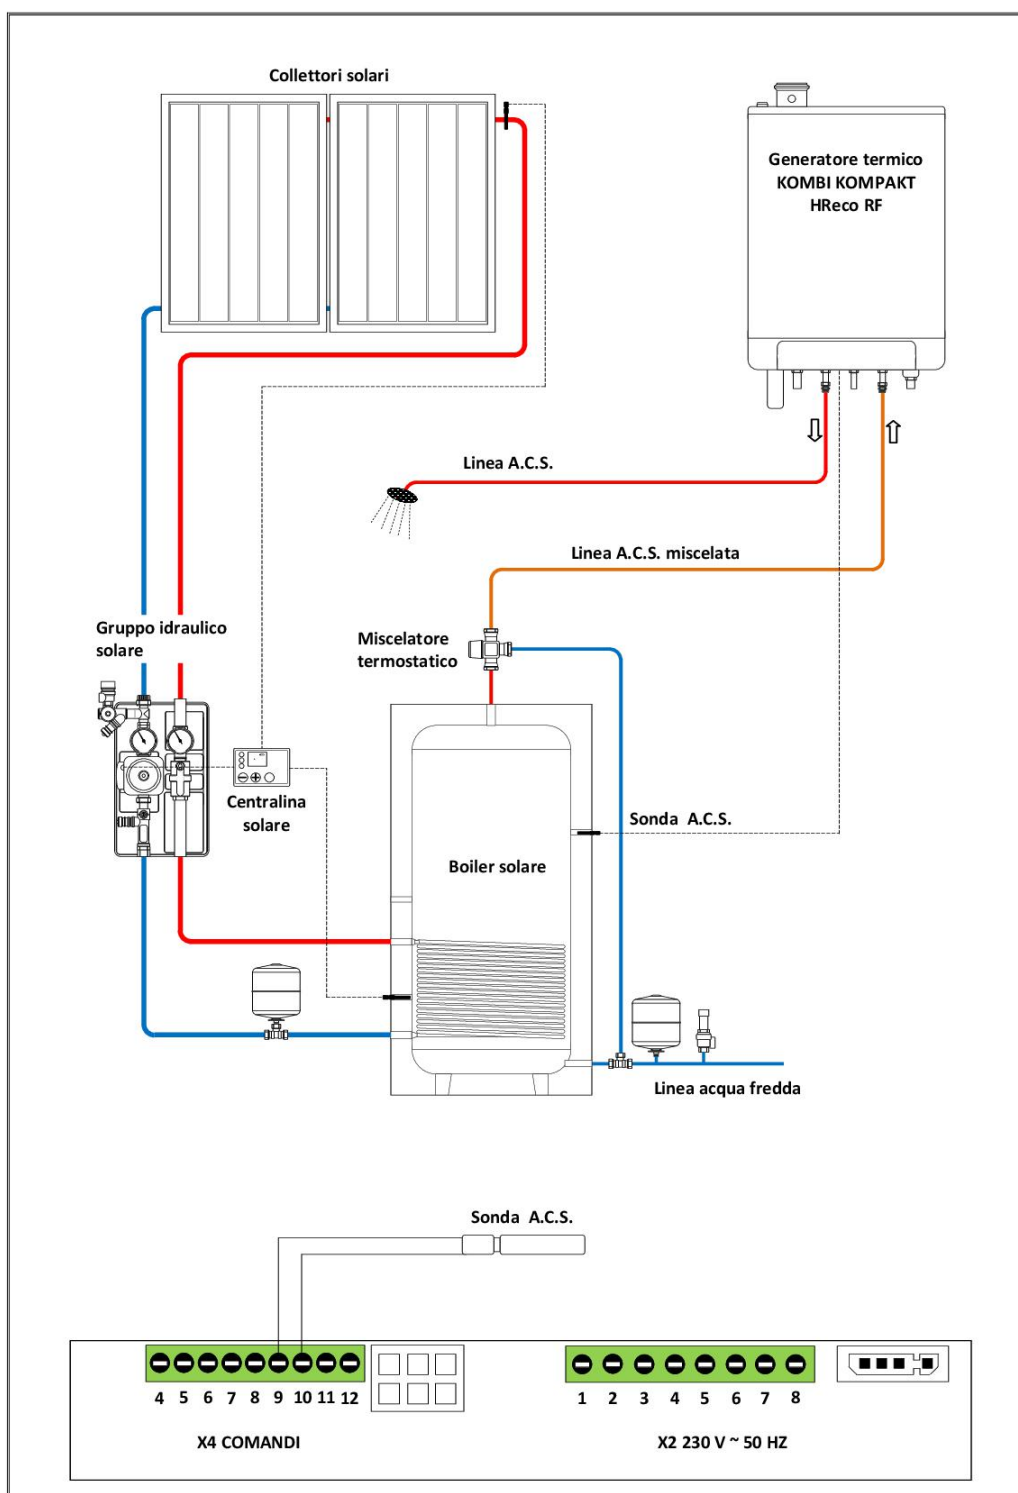 Collettori solari
Generatore termico
KOMBI KOMPAKT
HReco RF
Linea A.C.S.
Linea A.C.S. miscelata
Gruppo idraulico
solare
Miscelatore
termostatico
Centralina
solare
Sonda A.C.S.
Boiler solare
Linea acqua fredda
Sonda A.C.S.
4 5 6 7 8 9 10 11 12
1 2 3 4 5 6 7 8
X4 COMANDI
X2 230 V ~ 50 HZ